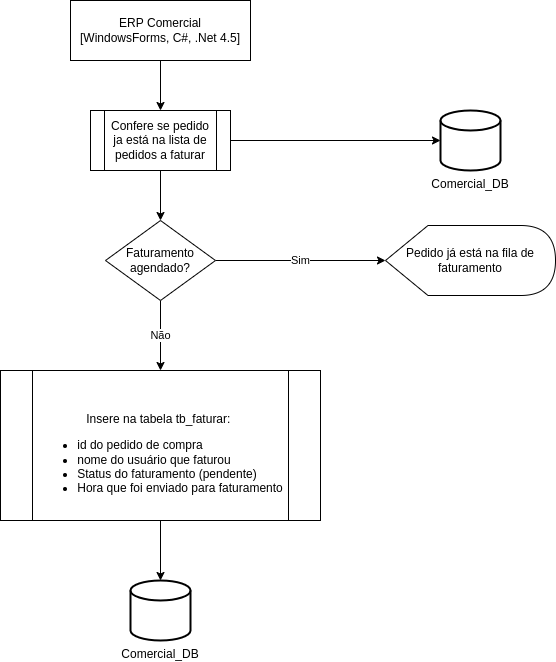 ERP Comercial
[WindowsForms, C#, .Net 4.5]
Confere se pedido
ja está na lista de
pedidos a faturar
Comercial_DB
Faturamento
agendado?
Sim
Pedido já está na fila de
faturamento
Não
Insere na tabela tb_faturar:
• id do pedido de compra
• nome do usuário que faturou
• Status do faturamento (pendente)
• Hora que foi enviado para faturamento
Comercial_DB